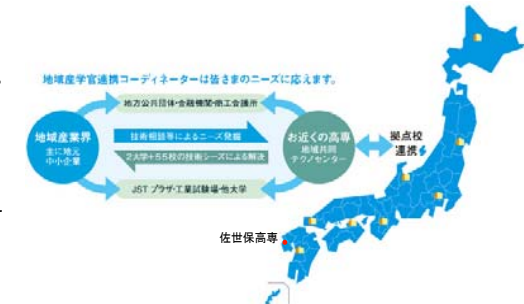 地域産学官連携コーディネーターは皆さまのニーズに応えます。
地方公共団体・金融機関・商工会議所
地域産業界
主に地元
中小企業
技術相談等によるニーズ発掘
2大学+55校の技術シーズによる解決
お近くの高専
地域共同
テクノセンター
拠点校
連携
JST プラザ・工業試験場・他大学
佐世保高専